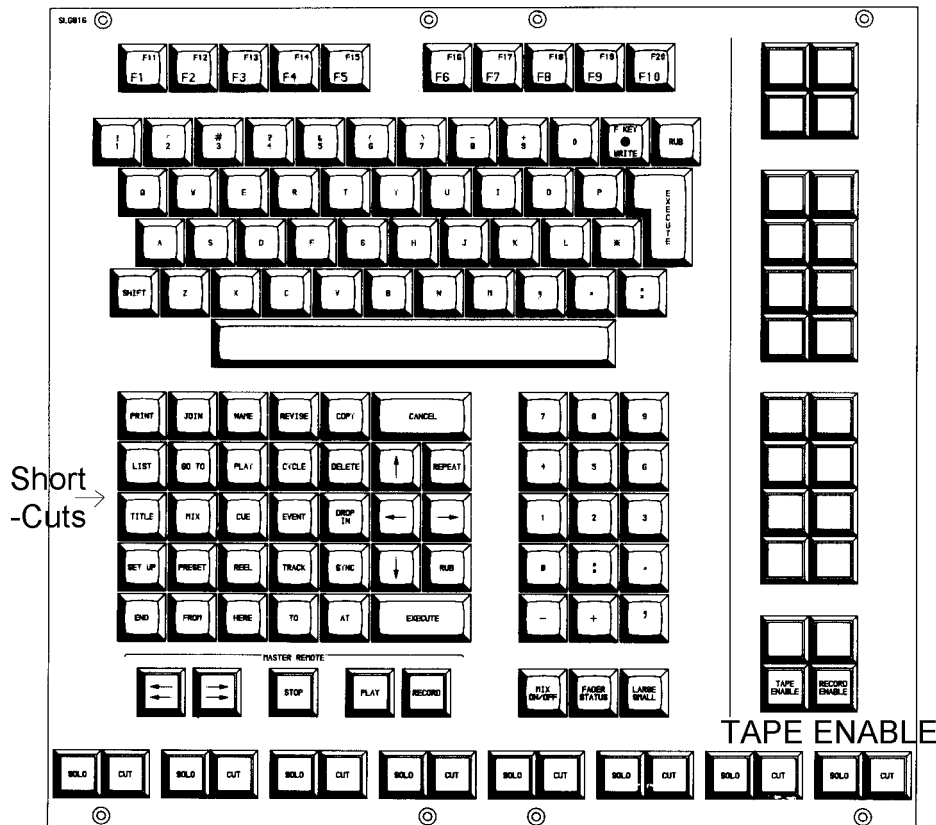 SLG816
F11 F12 F13 F14 F15 F16 F17 F18 F19 F20
F1 F2 F3 F4 F5 F6 F7 F8 F9 F10
# & ( ) - + F KEY
1 2 3 4 5 6 7 8 9 0 WRITE RUB
Q W E R T Y U I O P EXECUTE
A S D F G H J K L
SHIFT Z X C V B N M
PRINT JOIN NAME REVISE COPY CANCEL 7 8 9
LIST GO TO PLAY CYCLE DELETE ↑ REPEAT 4 5 6
Short
-Cuts →
TITLE MIX CUE EVENT DROP IN ← → 1 2 3
SET UP PRESET REEL TRACK SYNC ↓ RUB 0 : .
END FROM HERE TO AT EXECUTE - + ,
MASTER REMOTE
STOP PLAY RECORD MIX ON/OFF FADER STATUS LARGE SMALL
TAPE ENABLE RECORD ENABLE
TAPE ENABLE
SOLO CUT SOLO CUT SOLO CUT SOLO CUT SOLO CUT SOLO CUT SOLO CUT SOLO CUT